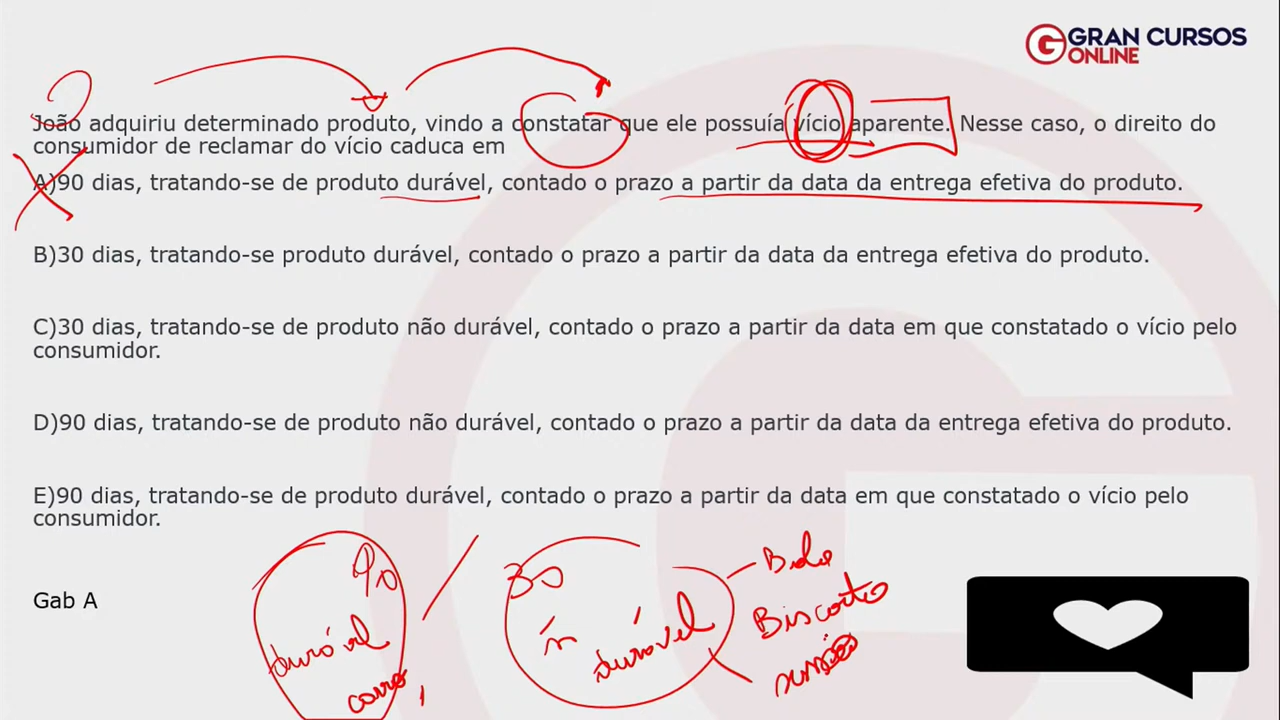 GRAN CURSOS
ONLINE
João adquiriu determinado produto, vindo a constatar que ele possuía vício aparente. Nesse caso, o direito do
consumidor de reclamar do vício caduca em
A)90 dias, tratando-se de produto durável, contado o prazo a partir da data da entrega efetiva do produto.
B)30 dias, tratando-se produto durável, contado o prazo a partir da data da entrega efetiva do produto.
C)30 dias, tratando-se de produto não durável, contado o prazo a partir da data em que constatado o vício pelo
consumidor.
D)90 dias, tratando-se de produto não durável, contado o prazo a partir da data da entrega efetiva do produto.
E)90 dias, tratando-se de produto durável, contado o prazo a partir da data em que constatado o vício pelo
consumidor.
Gab A
90
durável
carro,
30
ñ durável
Biscoito